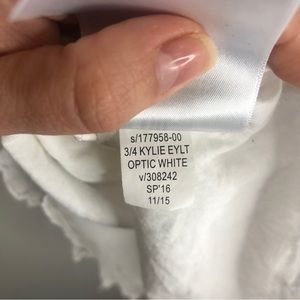 s/177958-00
3/4 KYLIE EYLT
OPTIC WHITE
v/308242
SP'16
11/15